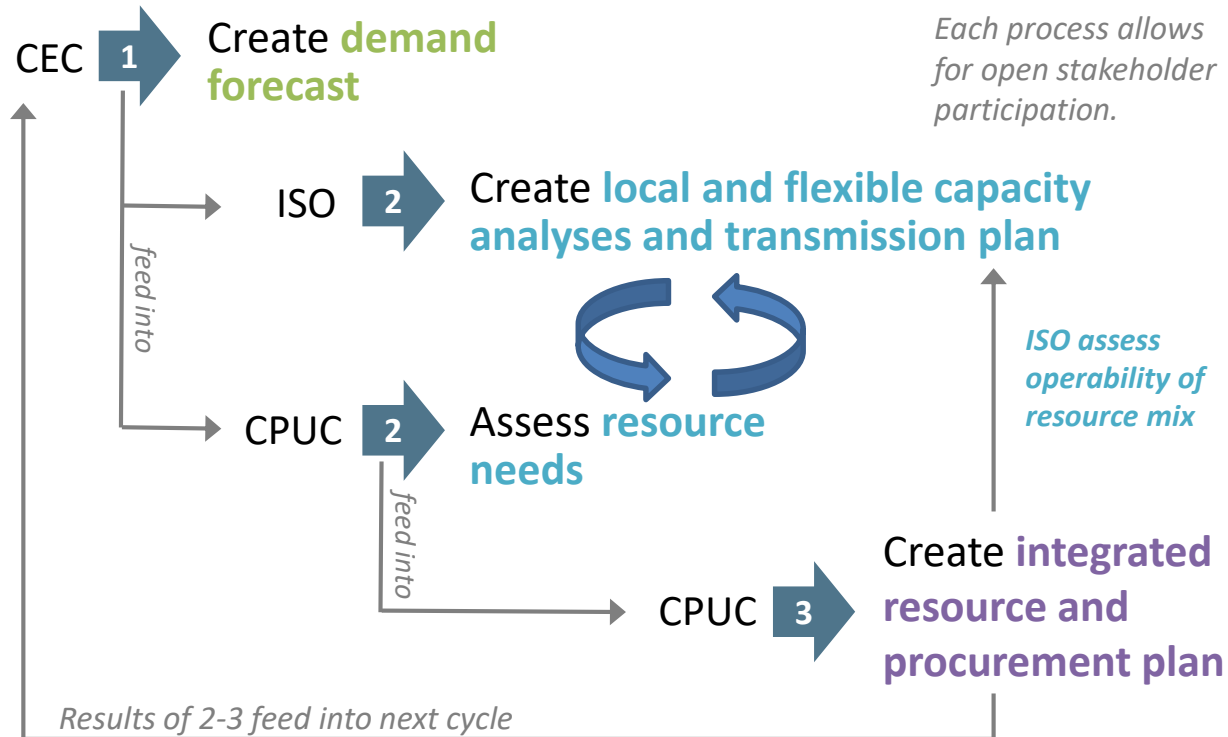 CEC 1 Create demand
forecast
Each process allows
for open stakeholder
participation.
ISO 2 Create local and flexible capacity
analyses and transmission plan
feed into
ISO assess
operability of
resource mix
CPUC 2 Assess resource
needs
feed into
CPUC 3 Create integrated
resource and
procurement plan
Results of 2-3 feed into next cycle